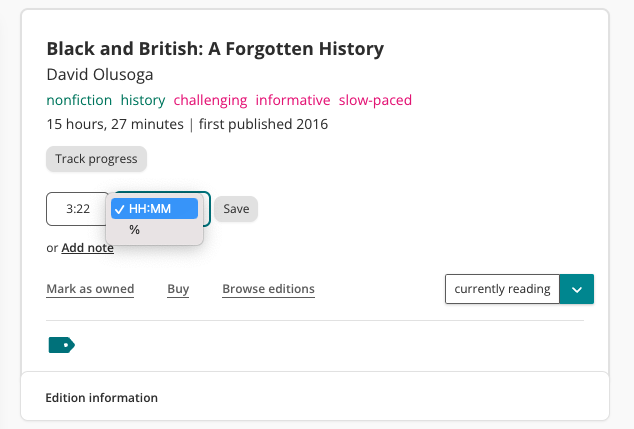 Black and British: A Forgotten History
David Olusoga
nonfiction history challenging informative slow-paced
15 hours, 27 minutes | first published 2016
Track progress
3:22 ✓ HH:MM Save
%
or Add note
Mark as owned Buy Browse editions currently reading
Edition information